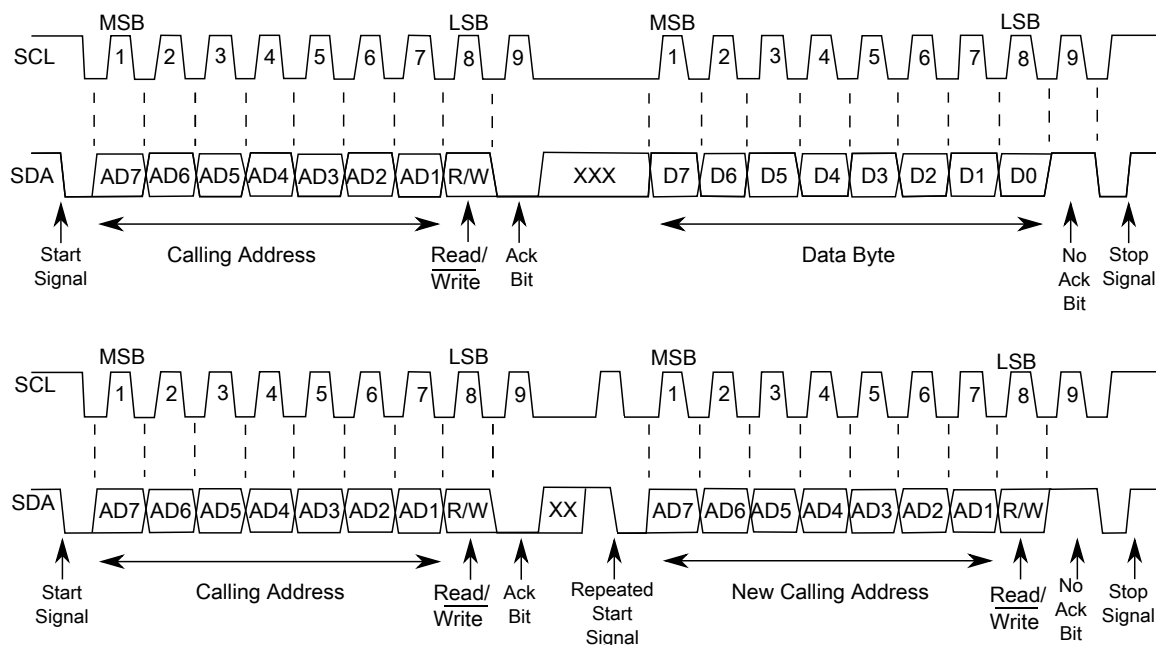 MSB LSB MSB LSB
SCL 1 2 3 4 5 6 7 8 9 1 2 3 4 5 6 7 8 9
SDA AD7 AD6 AD5 AD4 AD3 AD2 AD1 R/W XXX D7 D6 D5 D4 D3 D2 D1 D0
Start Signal
Calling Address
Read/
Write
Ack
Bit
Data Byte
No
Ack
Bit
Stop
Signal
MSB LSB MSB LSB
SCL 1 2 3 4 5 6 7 8 9 1 2 3 4 5 6 7 8 9
SDA AD7 AD6 AD5 AD4 AD3 AD2 AD1 R/W XX AD7 AD6 AD5 AD4 AD3 AD2 AD1 R/W
Start
Signal
Calling Address
Read/
Write
Ack
Bit
Repeated
Start
Signal
New Calling Address
Read/
Write
No
Ack
Bit
Stop
Signal